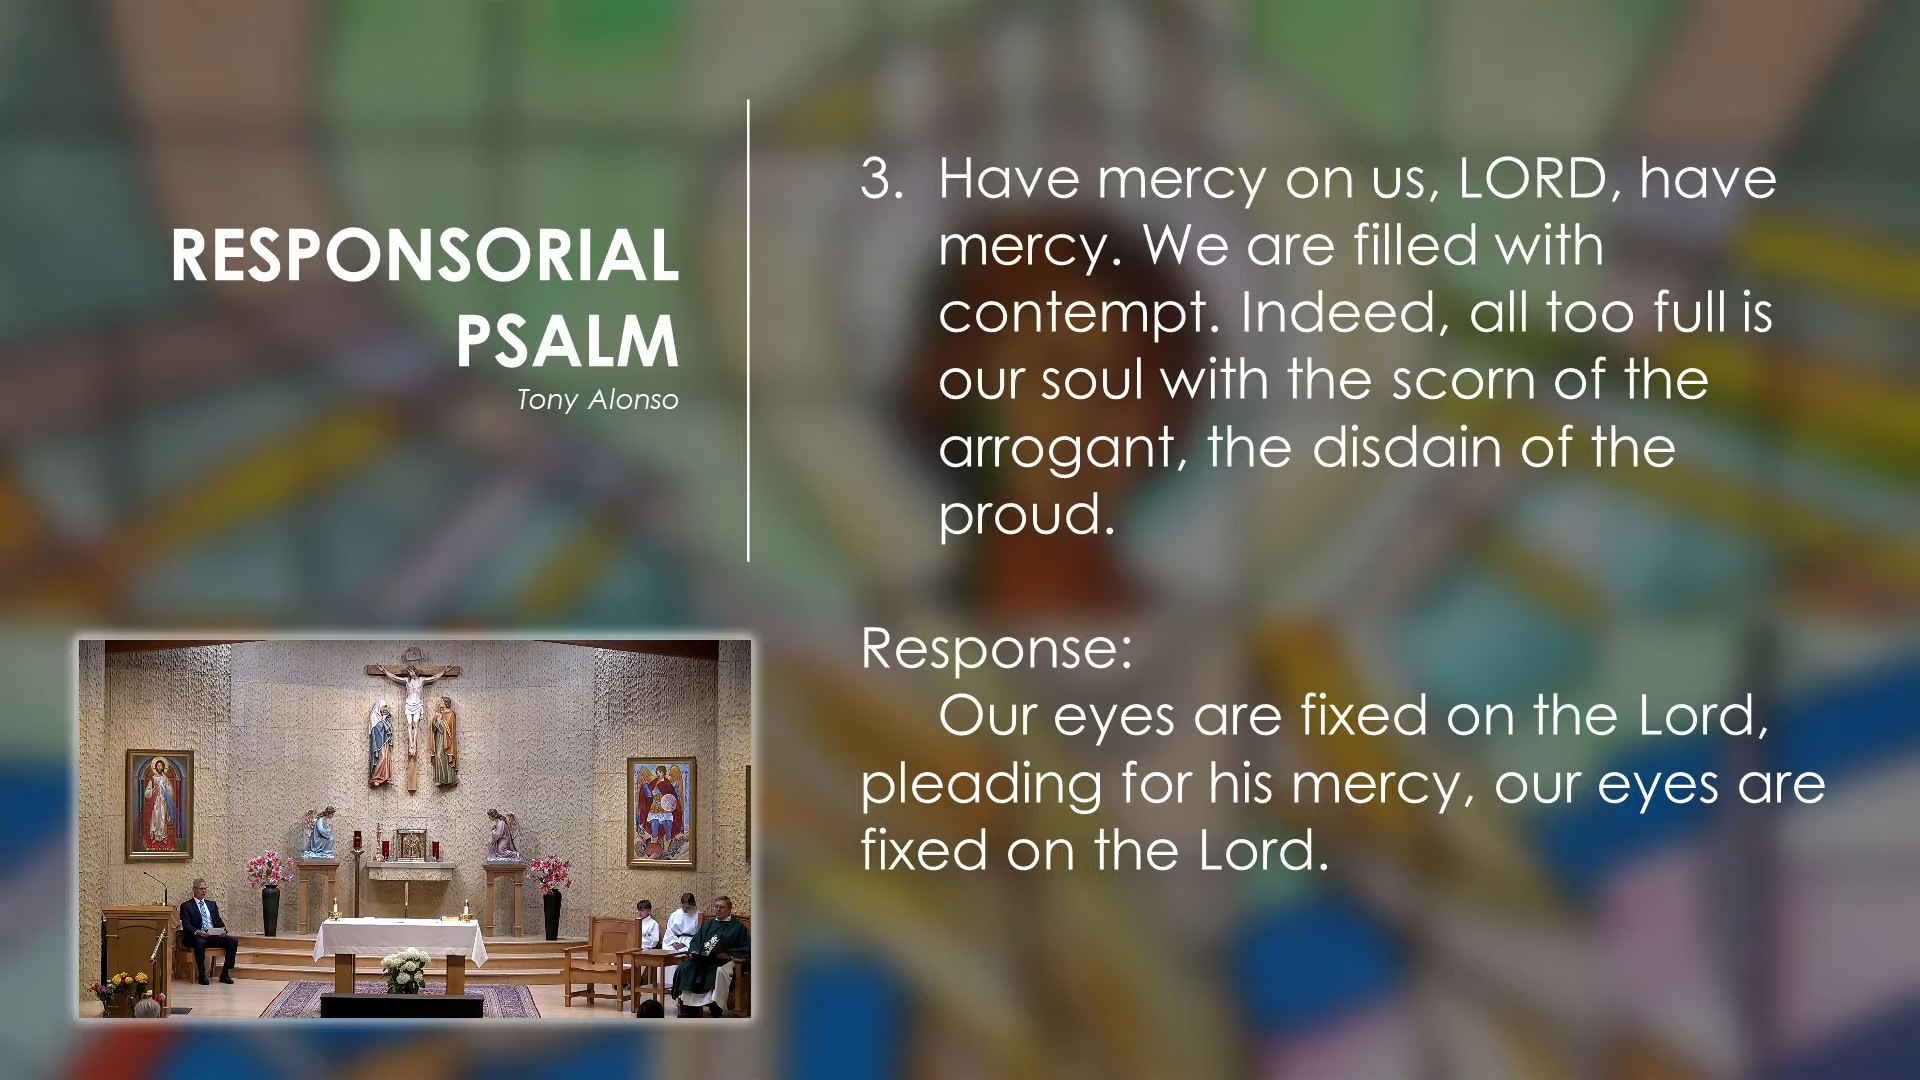 RESPONSORIAL
PSALM
Tony Alonso
3. Have mercy on us, LORD, have
mercy. We are filled with
contempt. Indeed, all too full is
our soul with the scorn of the
arrogant, the disdain of the
proud.
Response:
Our eyes are fixed on the Lord,
pleading for his mercy, our eyes are
fixed on the Lord.